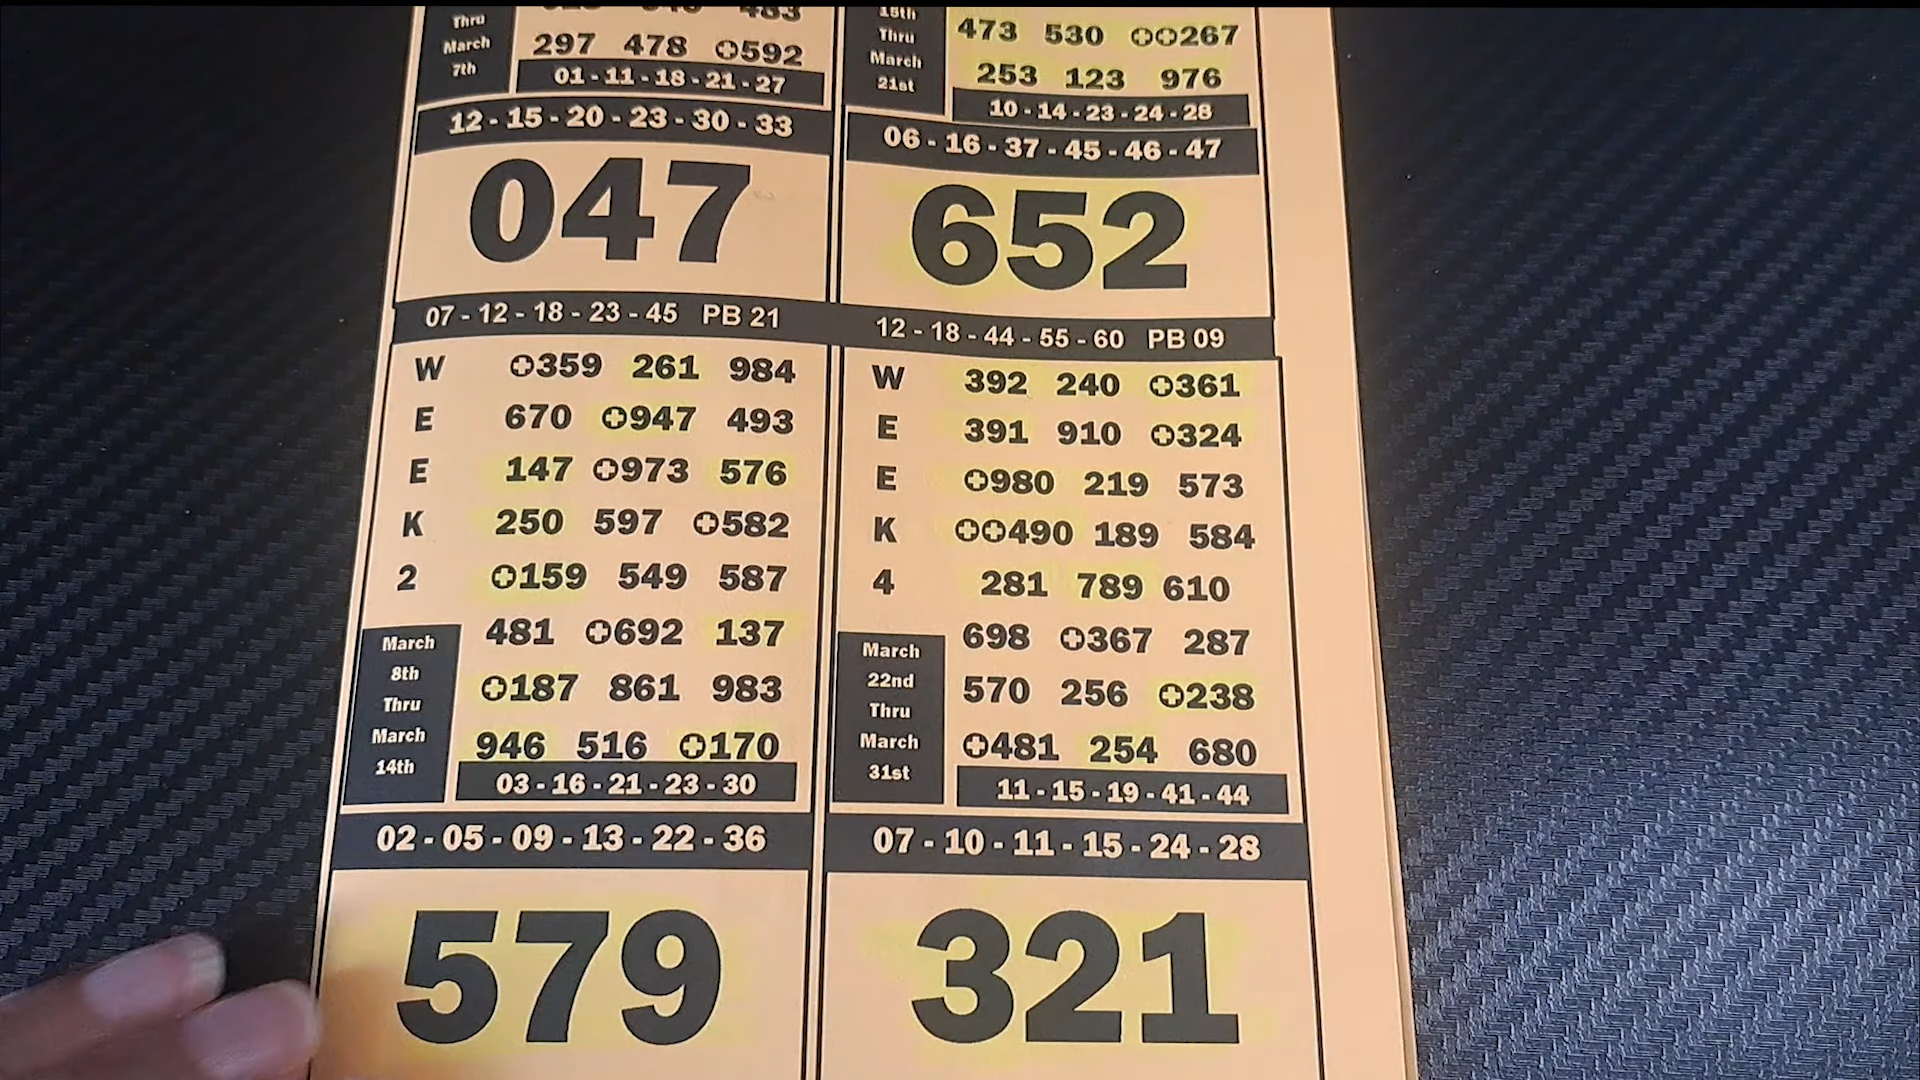 Thru
March
7th
483
297 478 ✚592
01 - 11 - 18 - 21 - 27
12 - 15 - 20 - 23 - 30 - 33
047
07 - 12 - 18 - 23 - 45 PB 21
W ✚359 261 984
E 670 ✚947 493
E 147 ✚973 576
K 250 597 ✚582
2 ✚159 549 587
481 ✚692 137
✚187 861 983
946 516 ✚170
March
8th
Thru
March
14th
03 - 16 - 21 - 23 - 30
02 - 05 - 09 - 13 - 22 - 36
579
15th
Thru
March
21st
473 530 ✚✚267
253 123 976
10 - 14 - 23 - 24 - 28
06 - 16 - 37 - 45 - 46 - 47
652
12 - 18 - 44 - 55 - 60 PB 09
W 392 240 ✚361
E 391 910 ✚324
E ✚980 219 573
K ✚✚490 189 584
4 281 789 610
698 ✚367 287
570 256 ✚238
✚481 254 680
March
22nd
Thru
March
31st
11 - 15 - 19 - 41 - 44
07 - 10 - 11 - 15 - 24 - 28
321